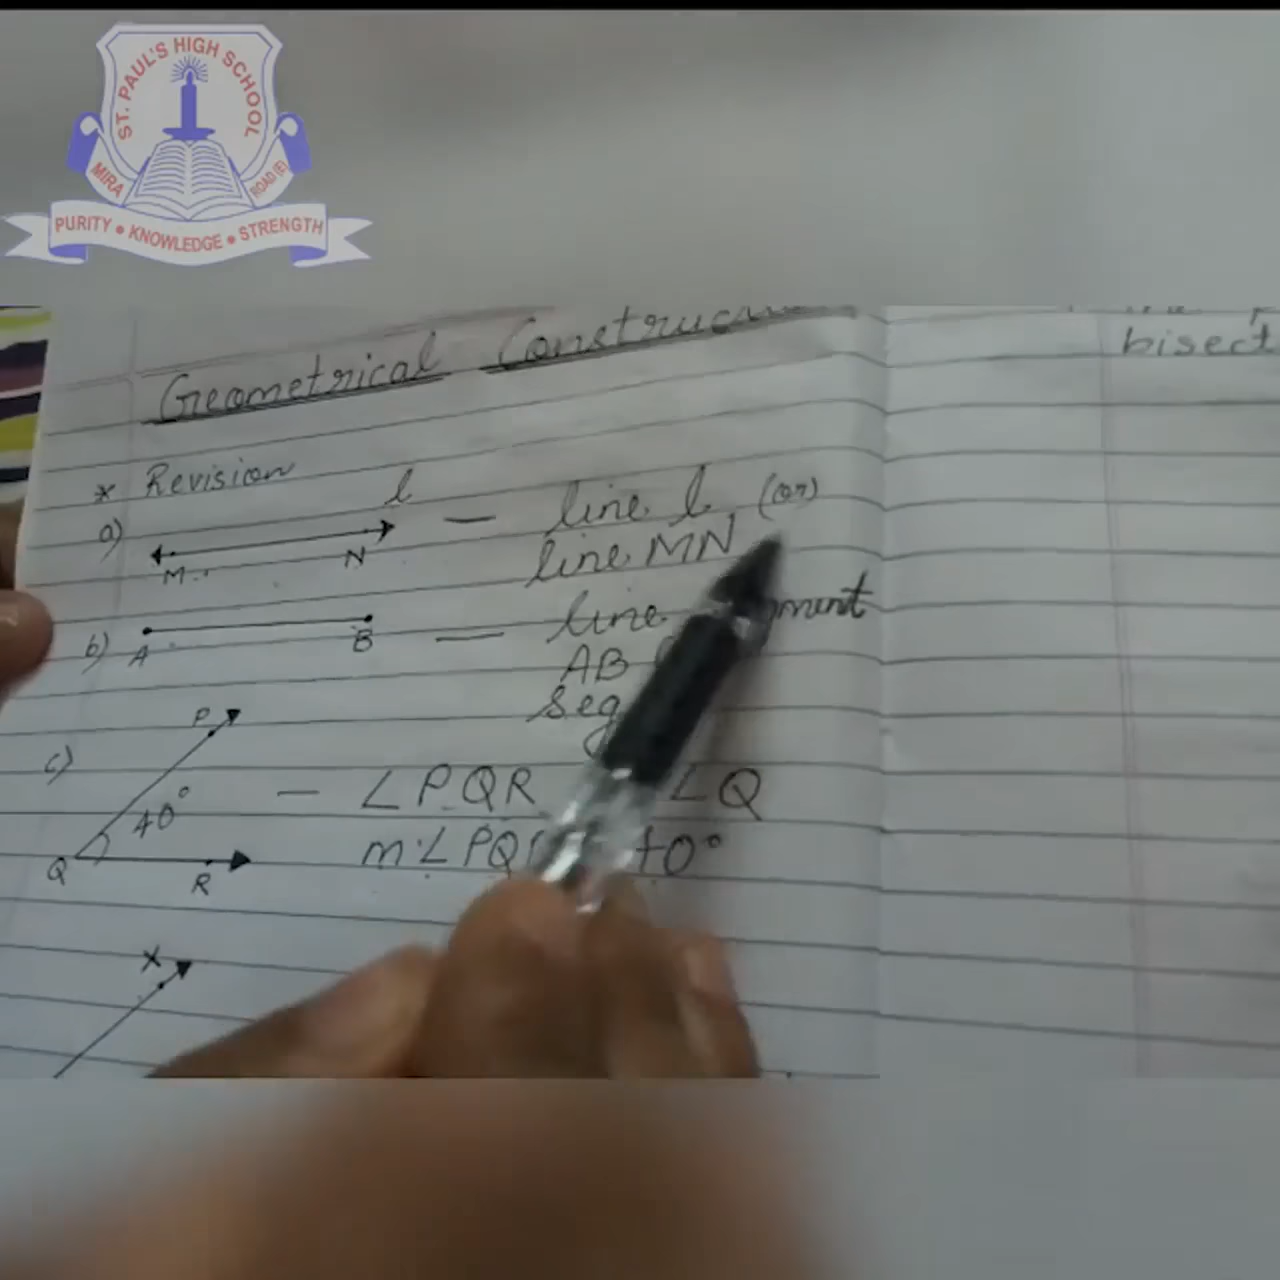 ST. PAUL'S HIGH SCHOOL
MIRA ROAD (E)
PURITY • KNOWLEDGE • STRENGTH
Geometrical
bisect
* Revision
a) l
M N
— line l (or)
line MN
b) A B
— line
AB
seg
c) P
40°
Q R
— ∠PQR ∠Q
m∠PQ 40°
X